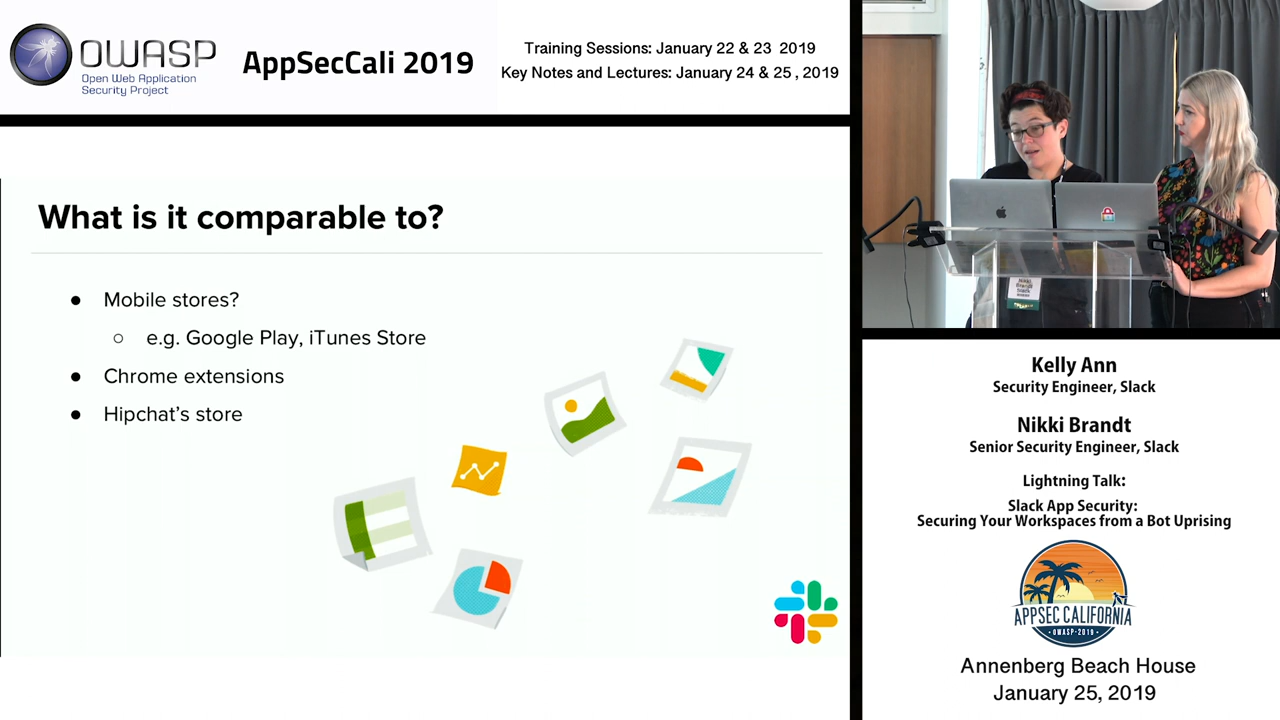 OWASP
Open Web Application
Security Project
AppSecCali 2019
Training Sessions: January 22 & 23 2019
Key Notes and Lectures: January 24 & 25 , 2019
What is it comparable to?
● Mobile stores?
○ e.g. Google Play, iTunes Store
● Chrome extensions
● Hipchat's store
Nikki
Brandt
Slack
Kelly Ann
Security Engineer, Slack
Nikki Brandt
Senior Security Engineer, Slack
Lightning Talk:
Slack App Security:
Securing Your Workspaces from a Bot Uprising
APPSEC CALIFORNIA
OWASP-2019
Annenberg Beach House
January 25, 2019